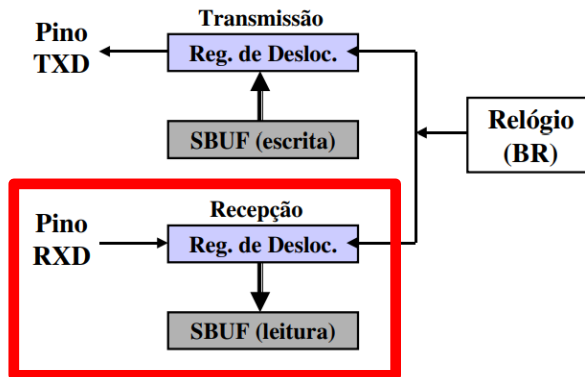 Transmissão
Pino
TXD
Reg. de Desloc.
SBUF (escrita)
Relógio
(BR)
Recepção
Pino
RXD
Reg. de Desloc.
SBUF (leitura)